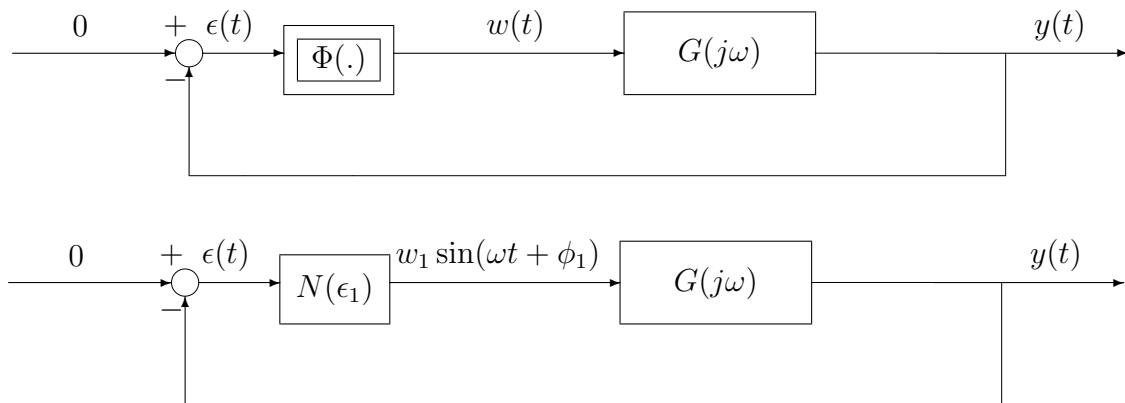 0 + ϵ(t) Φ(.) w(t) G(jω) y(t)
−
0 + ϵ(t) N(ϵ₁) w₁ sin(ωt + ϕ₁) G(jω) y(t)
−